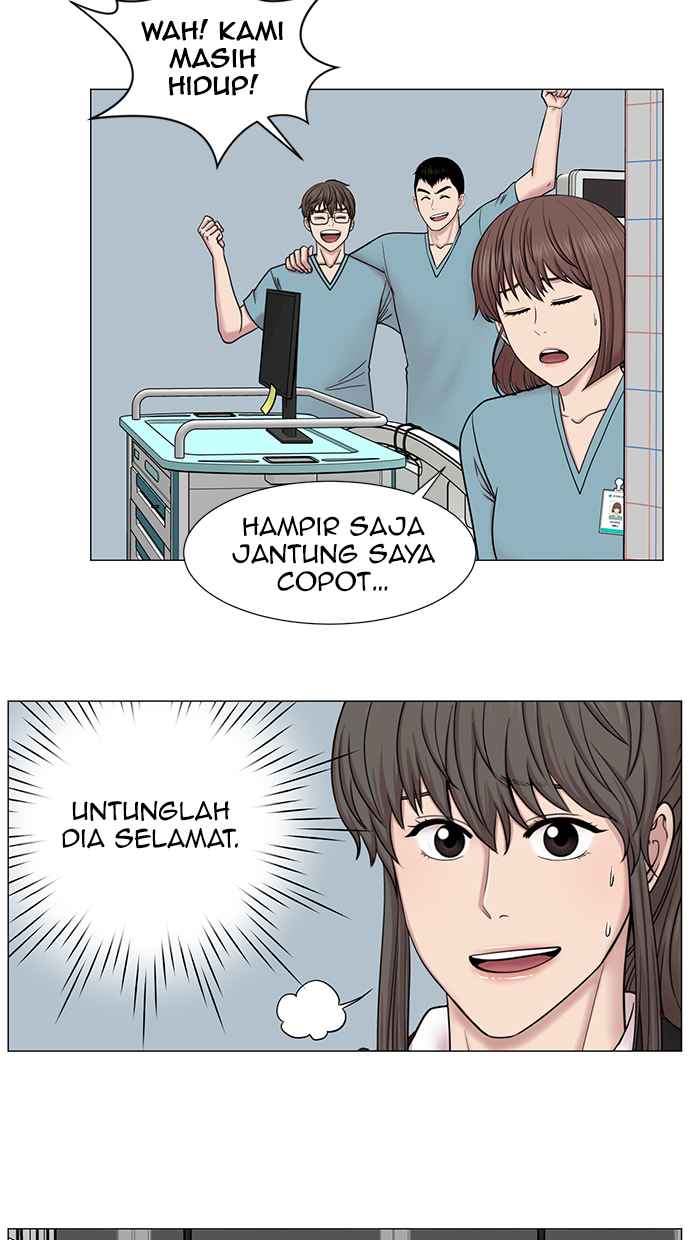 WAH! KAMI
MASIH
HIDUP!
HAMPIR SAJA
JANTUNG SAYA
COPOT...
UNTUNGLAH
DIA SELAMAT.